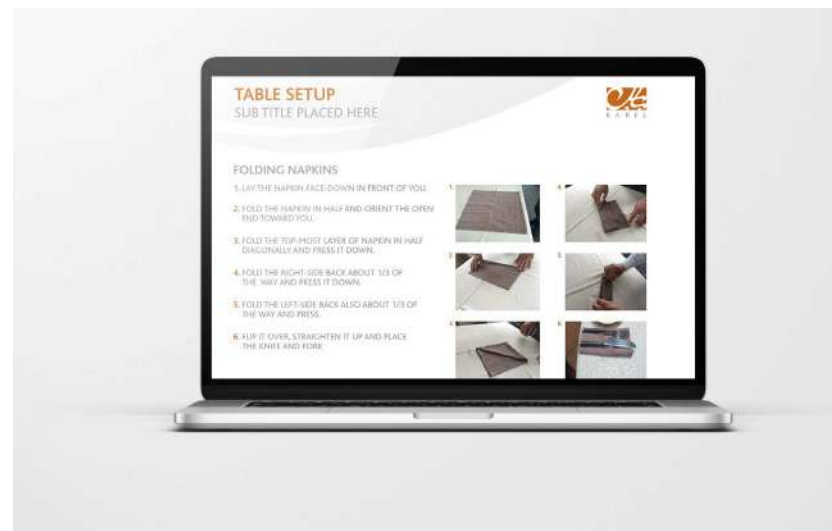 TABLE SETUP
SUB TITLE PLACED HERE
KAREL
FOLDING NAPKINS
1. LAY THE NAPKIN FACE-DOWN IN FRONT OF YOU.
2. FOLD THE NAPKIN IN HALF AND ORIENT THE OPEN
END TOWARD YOU.
3. FOLD THE TOP-MOST LAYER OF NAPKIN IN HALF
DIAGONALLY AND PRESS IT DOWN.
4. FOLD THE RIGHT-SIDE BACK ABOUT 1/3 OF
THE WAY AND PRESS IT DOWN.
5. FOLD THE LEFT-SIDE BACK ALSO ABOUT 1/3 OF
THE WAY AND PRESS.
6. FLIP IT OVER, STRAIGHTEN IT UP AND PLACE
THE KNIFE AND FORK
1.
4.